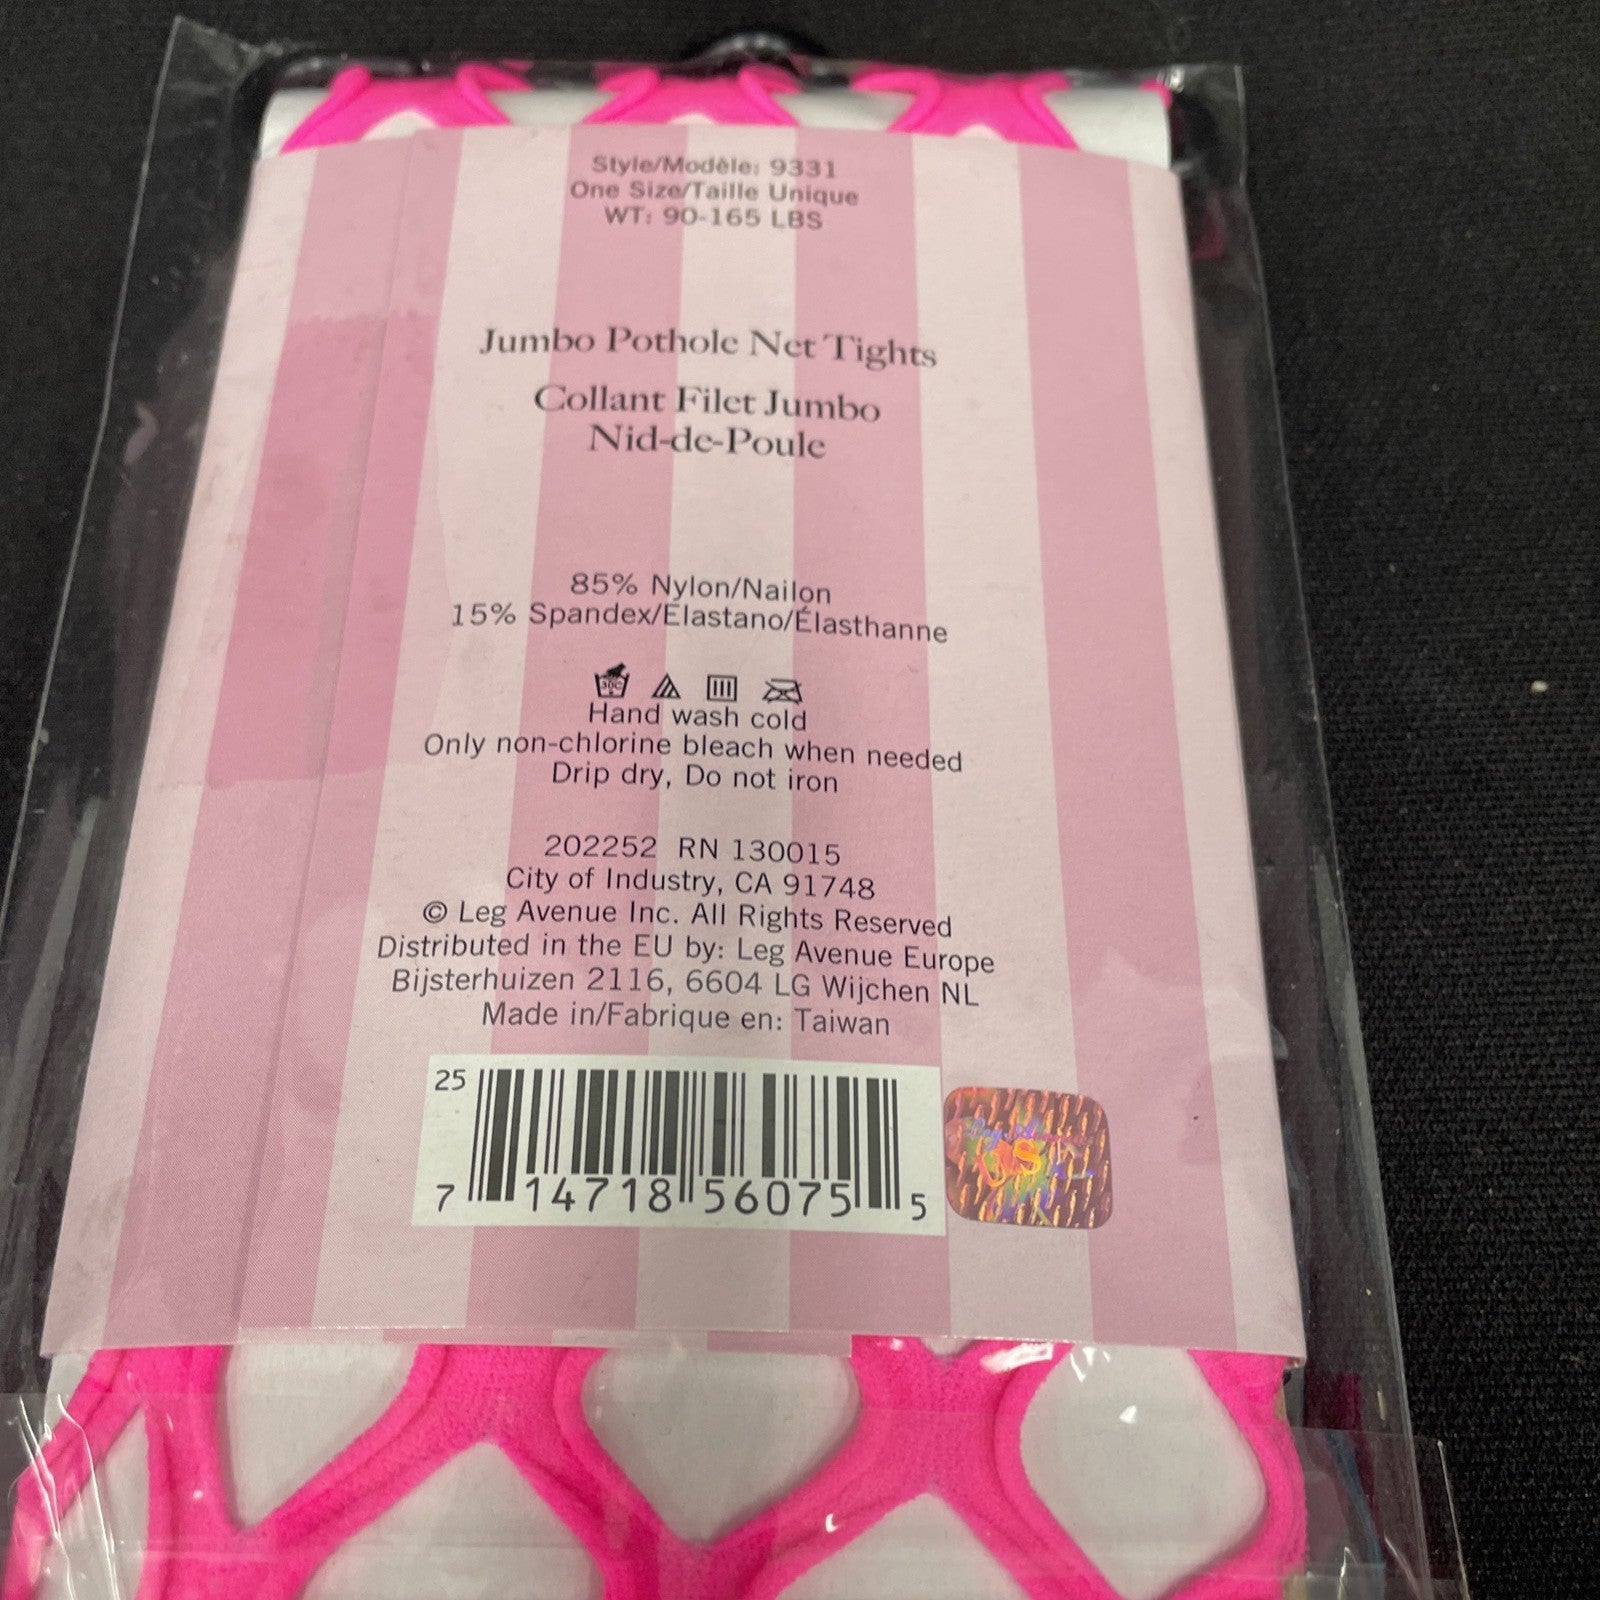 Style/Modèle: 9331
One Size/Taille Unique
WT: 90-165 LBS
Jumbo Pothole Net Tights
Collant Filet Jumbo
Nid-de-Poule
85% Nylon/Nailon
15% Spandex/Elastano/Élasthanne
30C
Hand wash cold
Only non-chlorine bleach when needed
Drip dry, Do not iron
202252 RN 130015
City of Industry, CA 91748
© Leg Avenue Inc. All Rights Reserved
Distributed in the EU by: Leg Avenue Europe
Bijsterhuizen 2116, 6604 LG Wijchen NL
Made in/Fabrique en: Taiwan
25
7 14718 56075 5
US